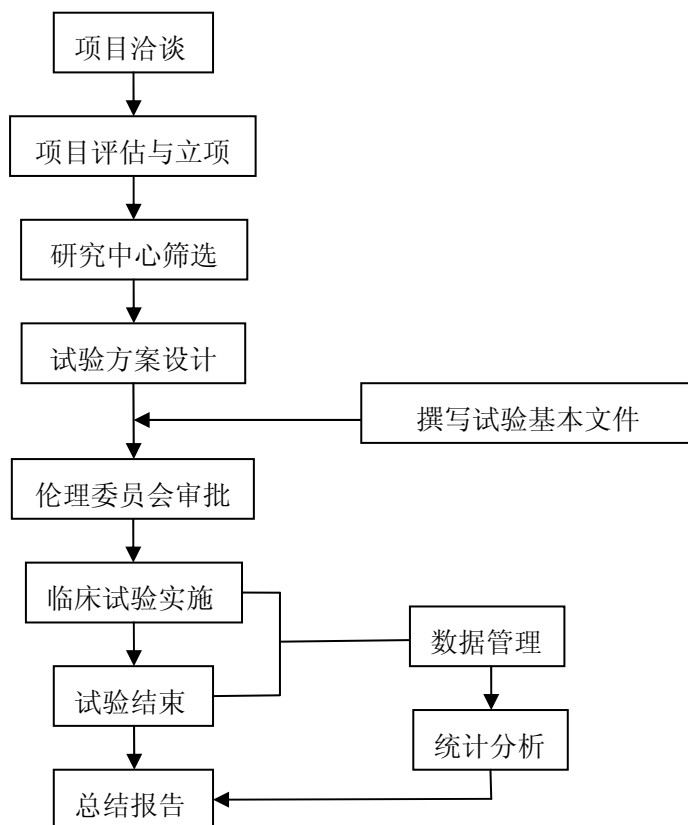 项目洽谈
项目评估与立项
研究中心筛选
试验方案设计
撰写试验基本文件
伦理委员会审批
临床试验实施
数据管理
试验结束
统计分析
总结报告